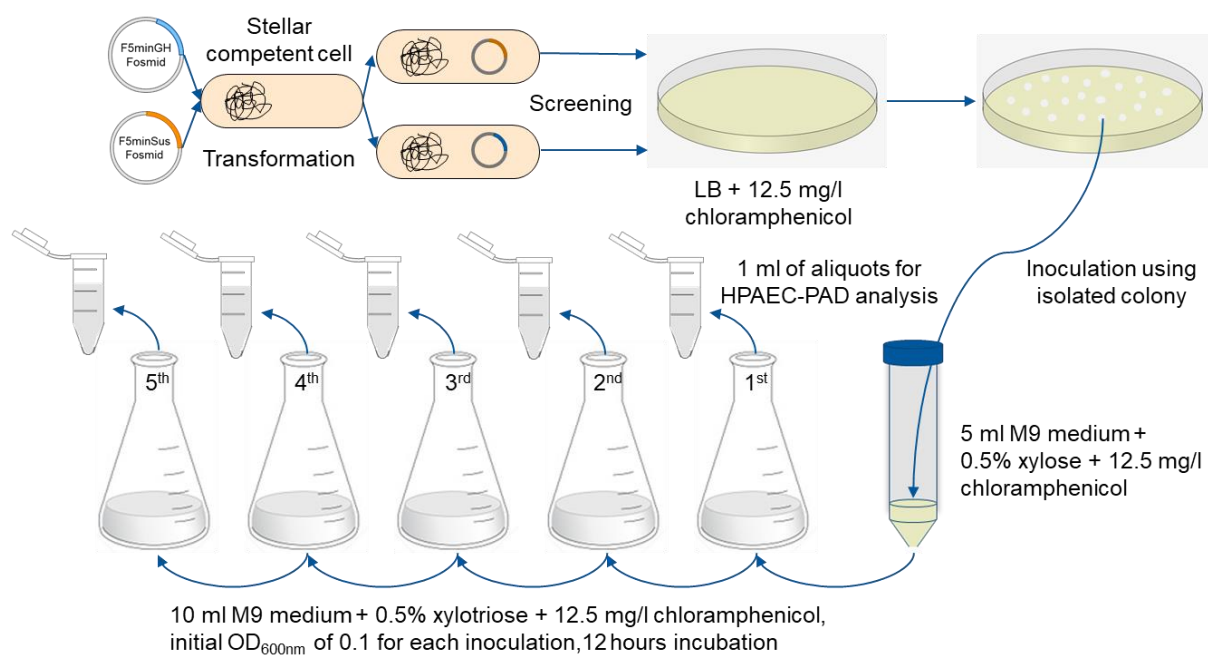 F5minGH
Fosmid
Stellar
competent cell
F5minSus
Fosmid
Transformation
Screening
LB + 12.5 mg/l
chloramphenicol
1 ml of aliquots for
HPAEC-PAD analysis
Inoculation using
isolated colony
5th
4th
3rd
2nd
1st
5 ml M9 medium +
0.5% xylose + 12.5 mg/l
chloramphenicol
10 ml M9 medium + 0.5% xylotriose + 12.5 mg/l chloramphenicol,
initial OD600nm of 0.1 for each inoculation,12 hours incubation